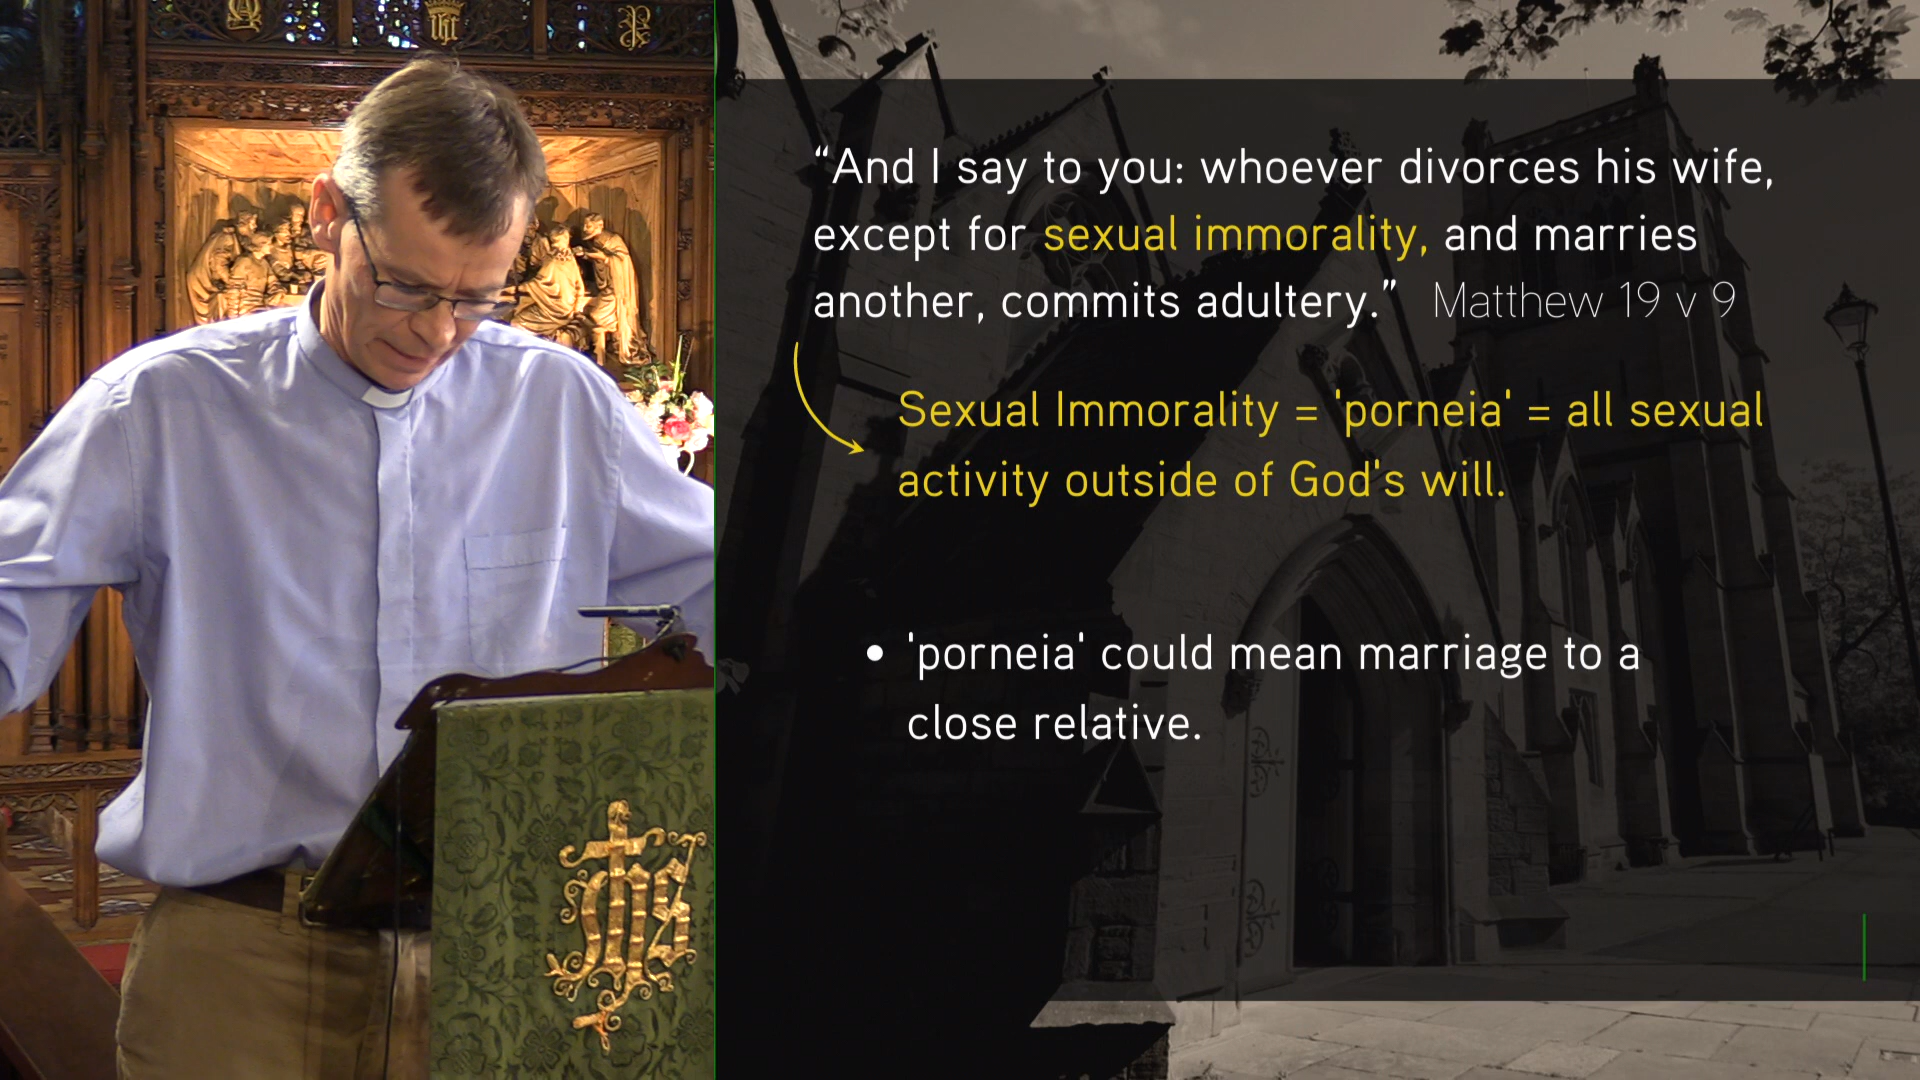 “And I say to you: whoever divorces his wife,
except for sexual immorality, and marries
another, commits adultery.” Matthew 19 v 9
Sexual Immorality = 'porneia' = all sexual
activity outside of God's will.
• 'porneia' could mean marriage to a
close relative.
ihs